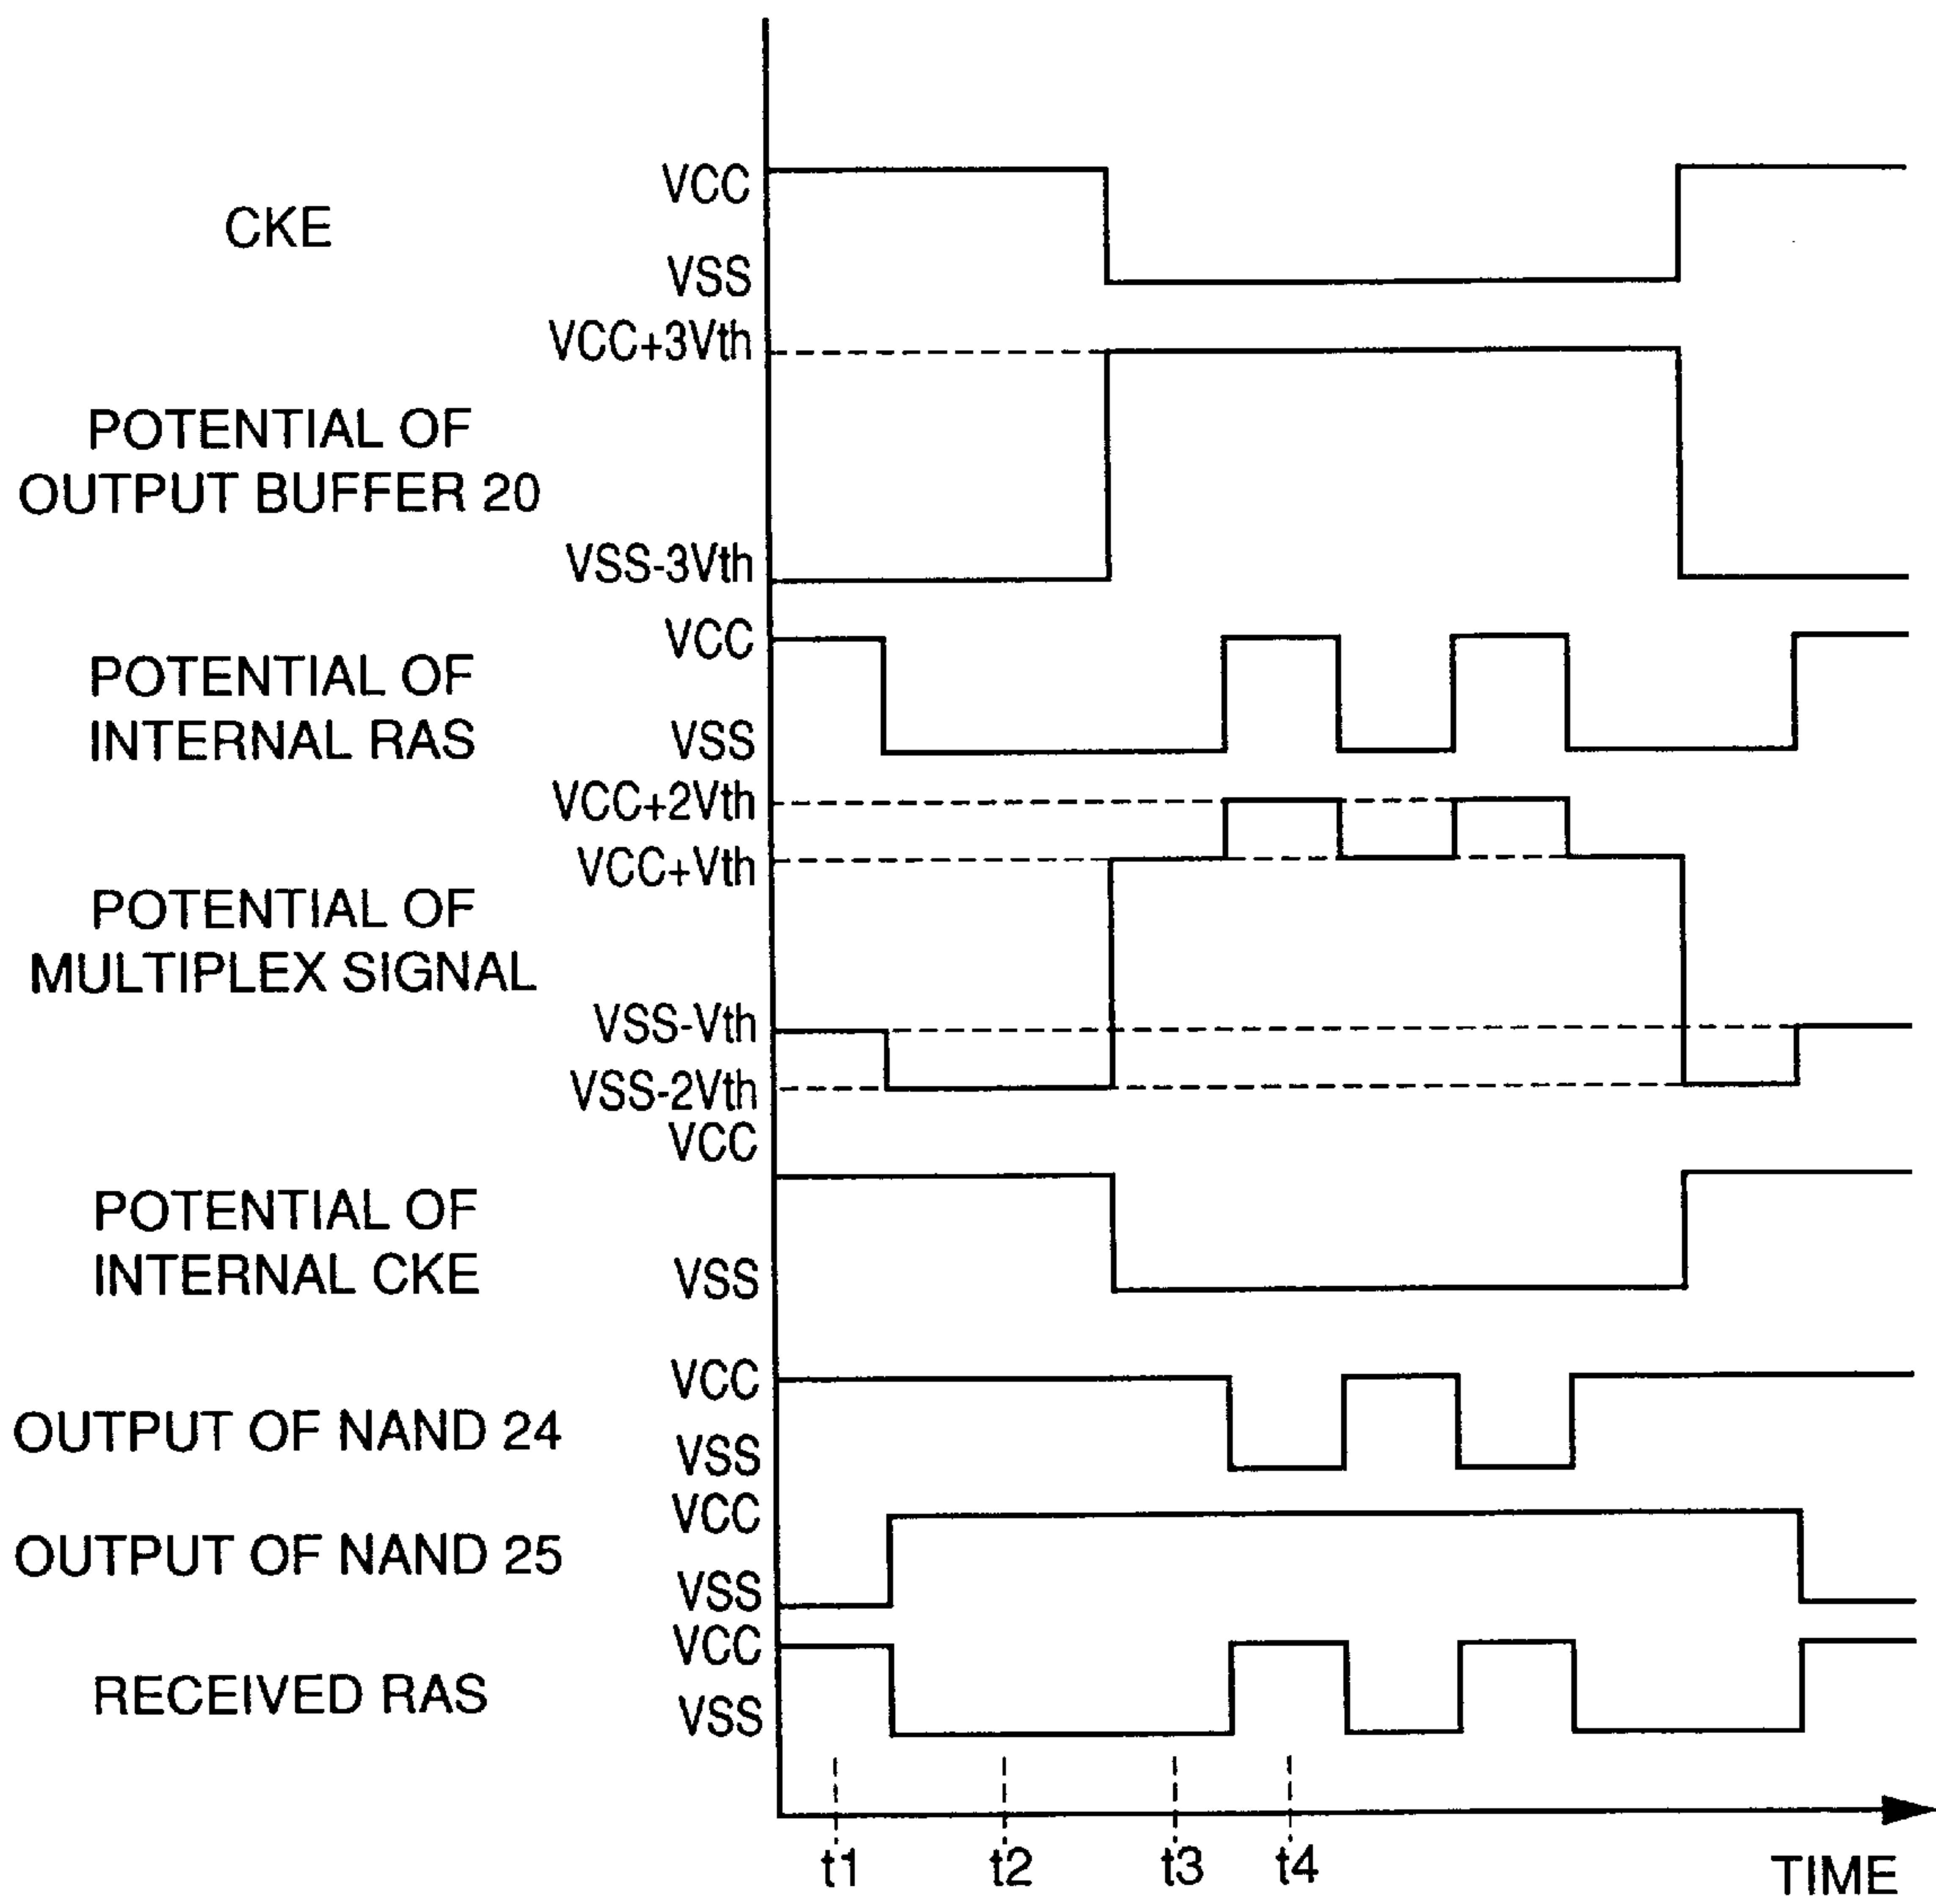 VCC
CKE
VSS
VCC+3Vth
POTENTIAL OF
OUTPUT BUFFER 20
VSS-3Vth
VCC
POTENTIAL OF
INTERNAL RAS
VSS
VCC+2Vth
VCC+Vth
POTENTIAL OF
MULTIPLEX SIGNAL
VSS-Vth
VSS-2Vth
VCC
POTENTIAL OF
INTERNAL CKE
VSS
VCC
OUTPUT OF NAND 24
VSS
VCC
OUTPUT OF NAND 25
VSS
VCC
RECEIVED RAS
VSS
t1 t2 t3 t4 TIME